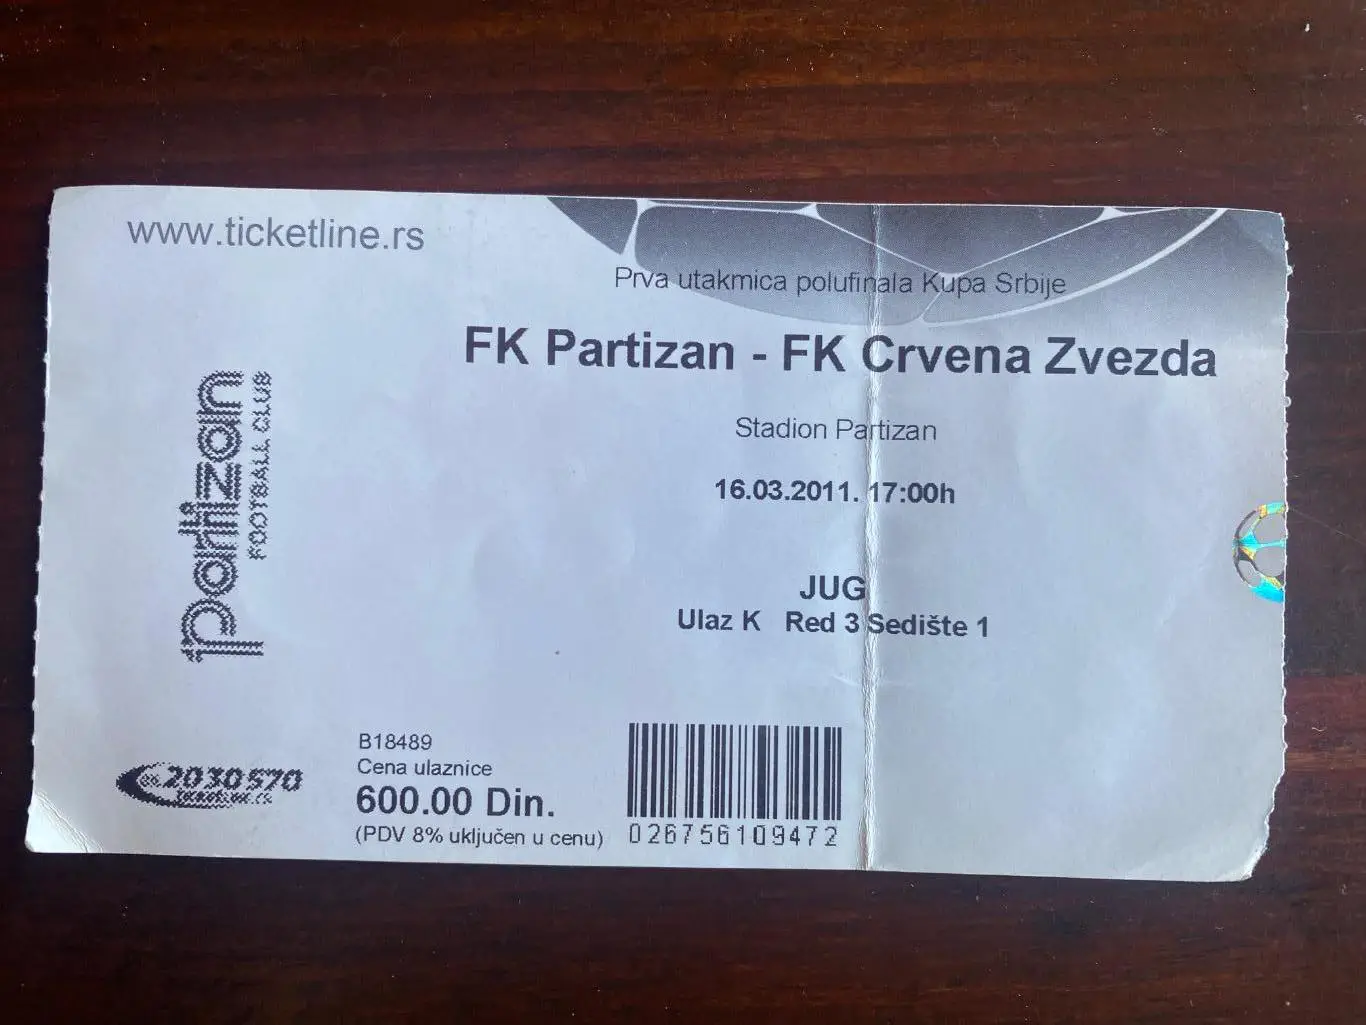 www.ticketline.rs
Prva utakmica polufinala Kupa Srbije
FK Partizan - FK Crvena Zvezda
Stadion Partizan
16.03.2011. 17:00h
JUG
Ulaz K Red 3 Sedište 1
partizan
FOOTBALL CLUB
B18489
Cena ulaznice
600.00 Din.
(PDV 8% uključen u cenu)
2030570
ticketline.rs
026756109472